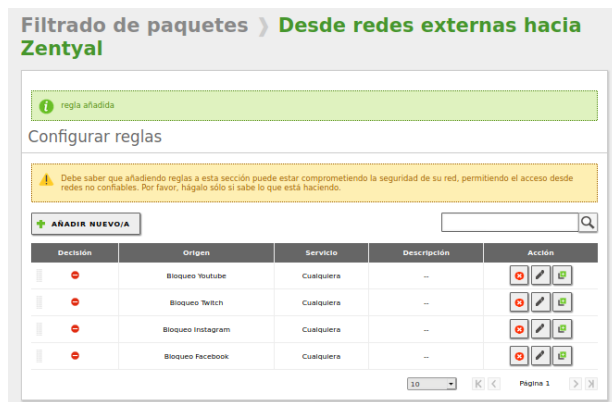 Filtrado de paquetes ❯ Desde redes externas hacia
Zentyal
regla añadida
Configurar reglas
Debe saber que añadiendo reglas a esta sección puede estar comprometiendo la seguridad de su red, permitiendo el acceso desde
redes no confiables. Por favor, hágalo sólo si sabe lo que está haciendo.
AÑADIR NUEVO/A
Decisión Origen Servicio Descripción Acción
Bloqueo Youtube Cualquiera --
Bloqueo Twitch Cualquiera --
Bloqueo Instagram Cualquiera --
Bloqueo Facebook Cualquiera --
10 Página 1